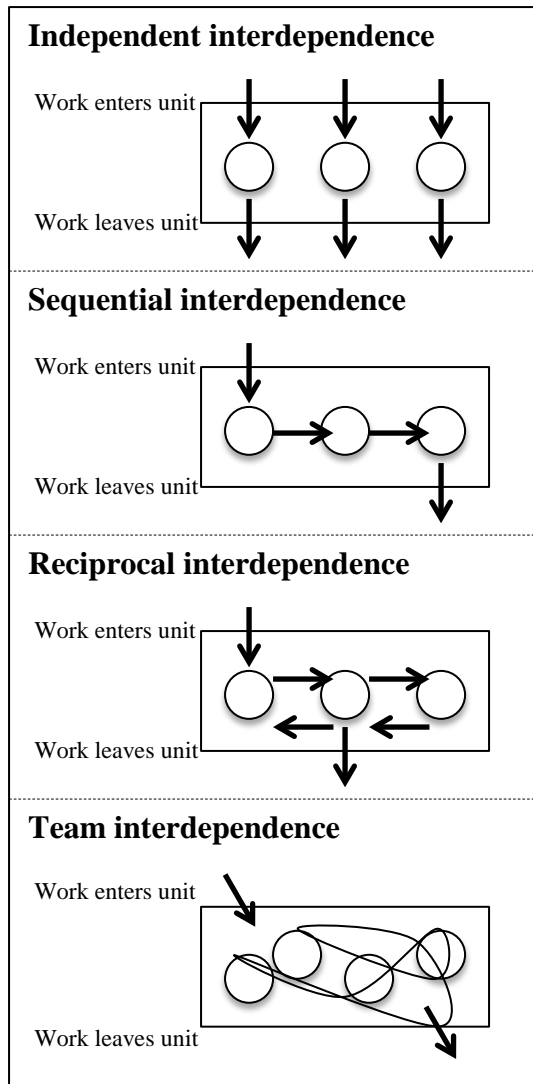 Independent interdependence
Work enters unit
Work leaves unit
Sequential interdependence
Work enters unit
Work leaves unit
Reciprocal interdependence
Work enters unit
Work leaves unit
Team interdependence
Work enters unit
Work leaves unit